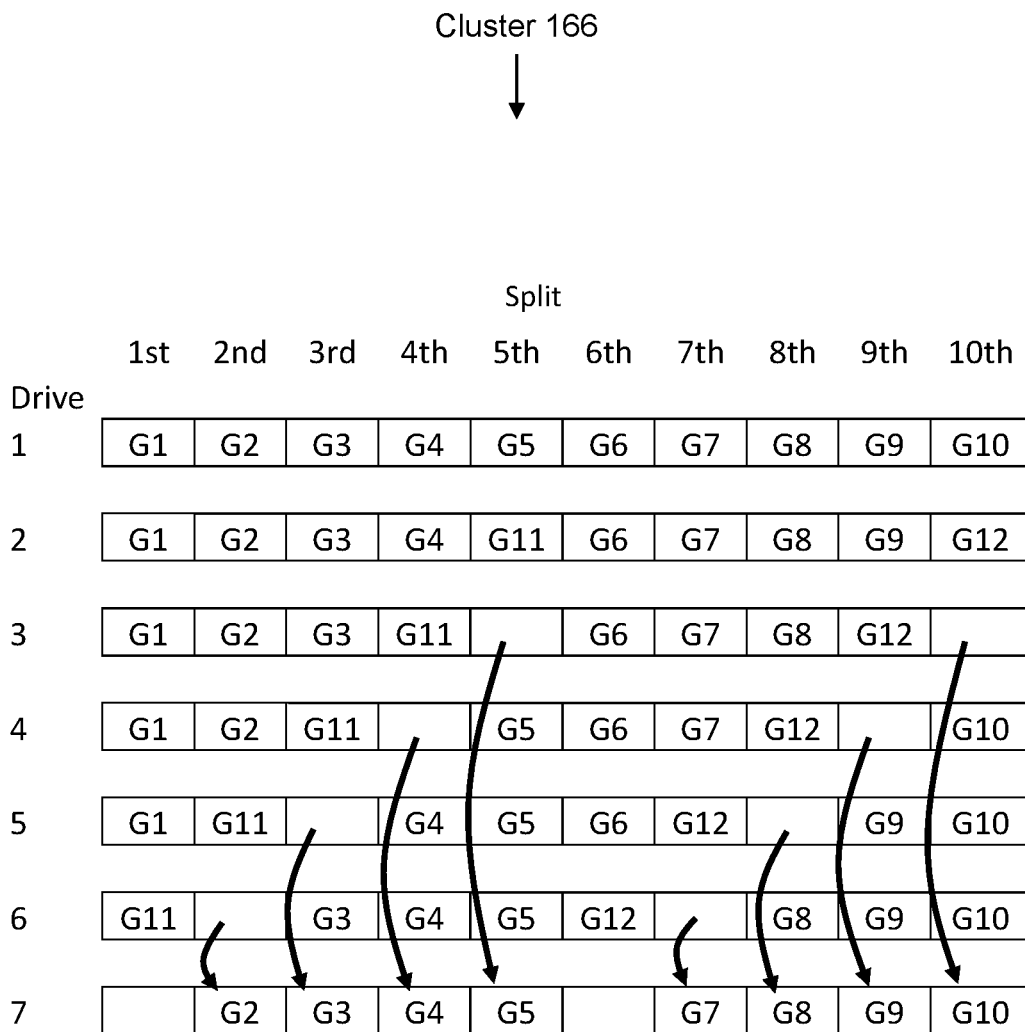 Cluster 166
Split
1st 2nd 3rd 4th 5th 6th 7th 8th 9th 10th
Drive
1 G1 G2 G3 G4 G5 G6 G7 G8 G9 G10
2 G1 G2 G3 G4 G11 G6 G7 G8 G9 G12
3 G1 G2 G3 G11 G6 G7 G8 G12
4 G1 G2 G11 G5 G6 G7 G12 G10
5 G1 G11 G4 G5 G6 G12 G9 G10
6 G11 G3 G4 G5 G12 G8 G9 G10
7 G2 G3 G4 G5 G7 G8 G9 G10